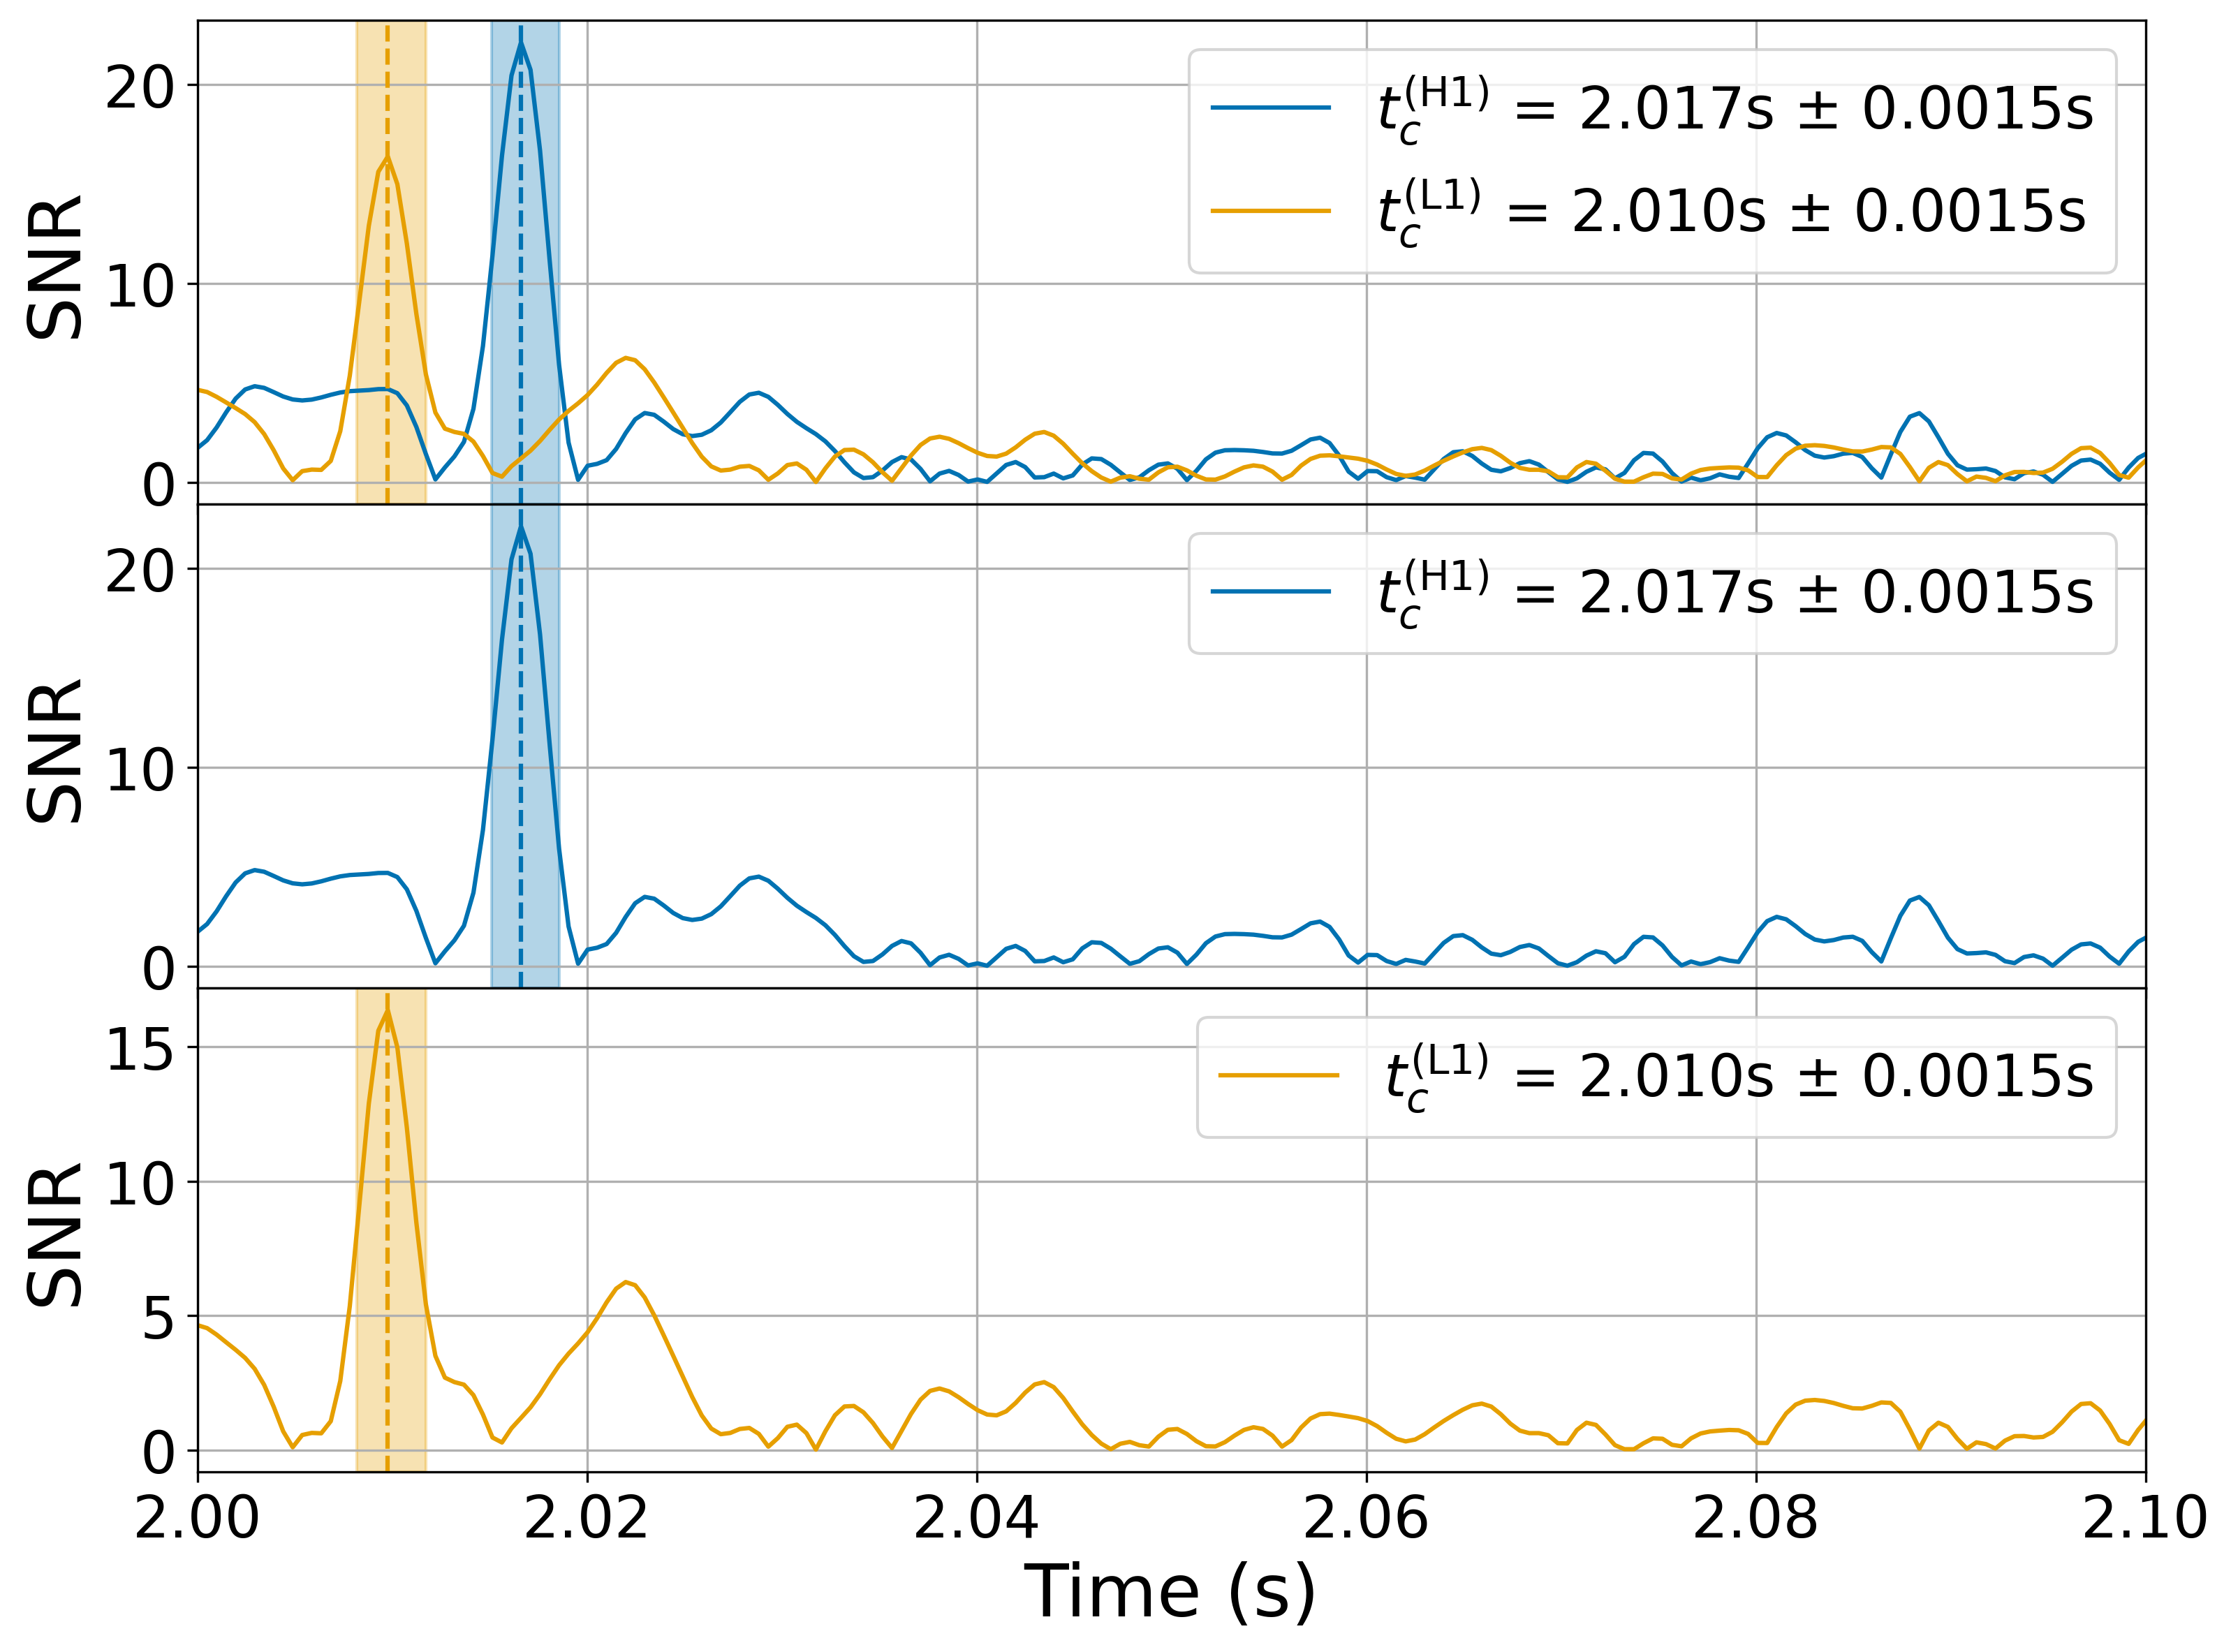 SNR
20
10
0
t_c^(H1) = 2.017s ± 0.0015s
t_c^(L1) = 2.010s ± 0.0015s
SNR
20
10
0
t_c^(H1) = 2.017s ± 0.0015s
SNR
15
10
5
0
t_c^(L1) = 2.010s ± 0.0015s
2.00 2.02 2.04 2.06 2.08 2.10
Time (s)